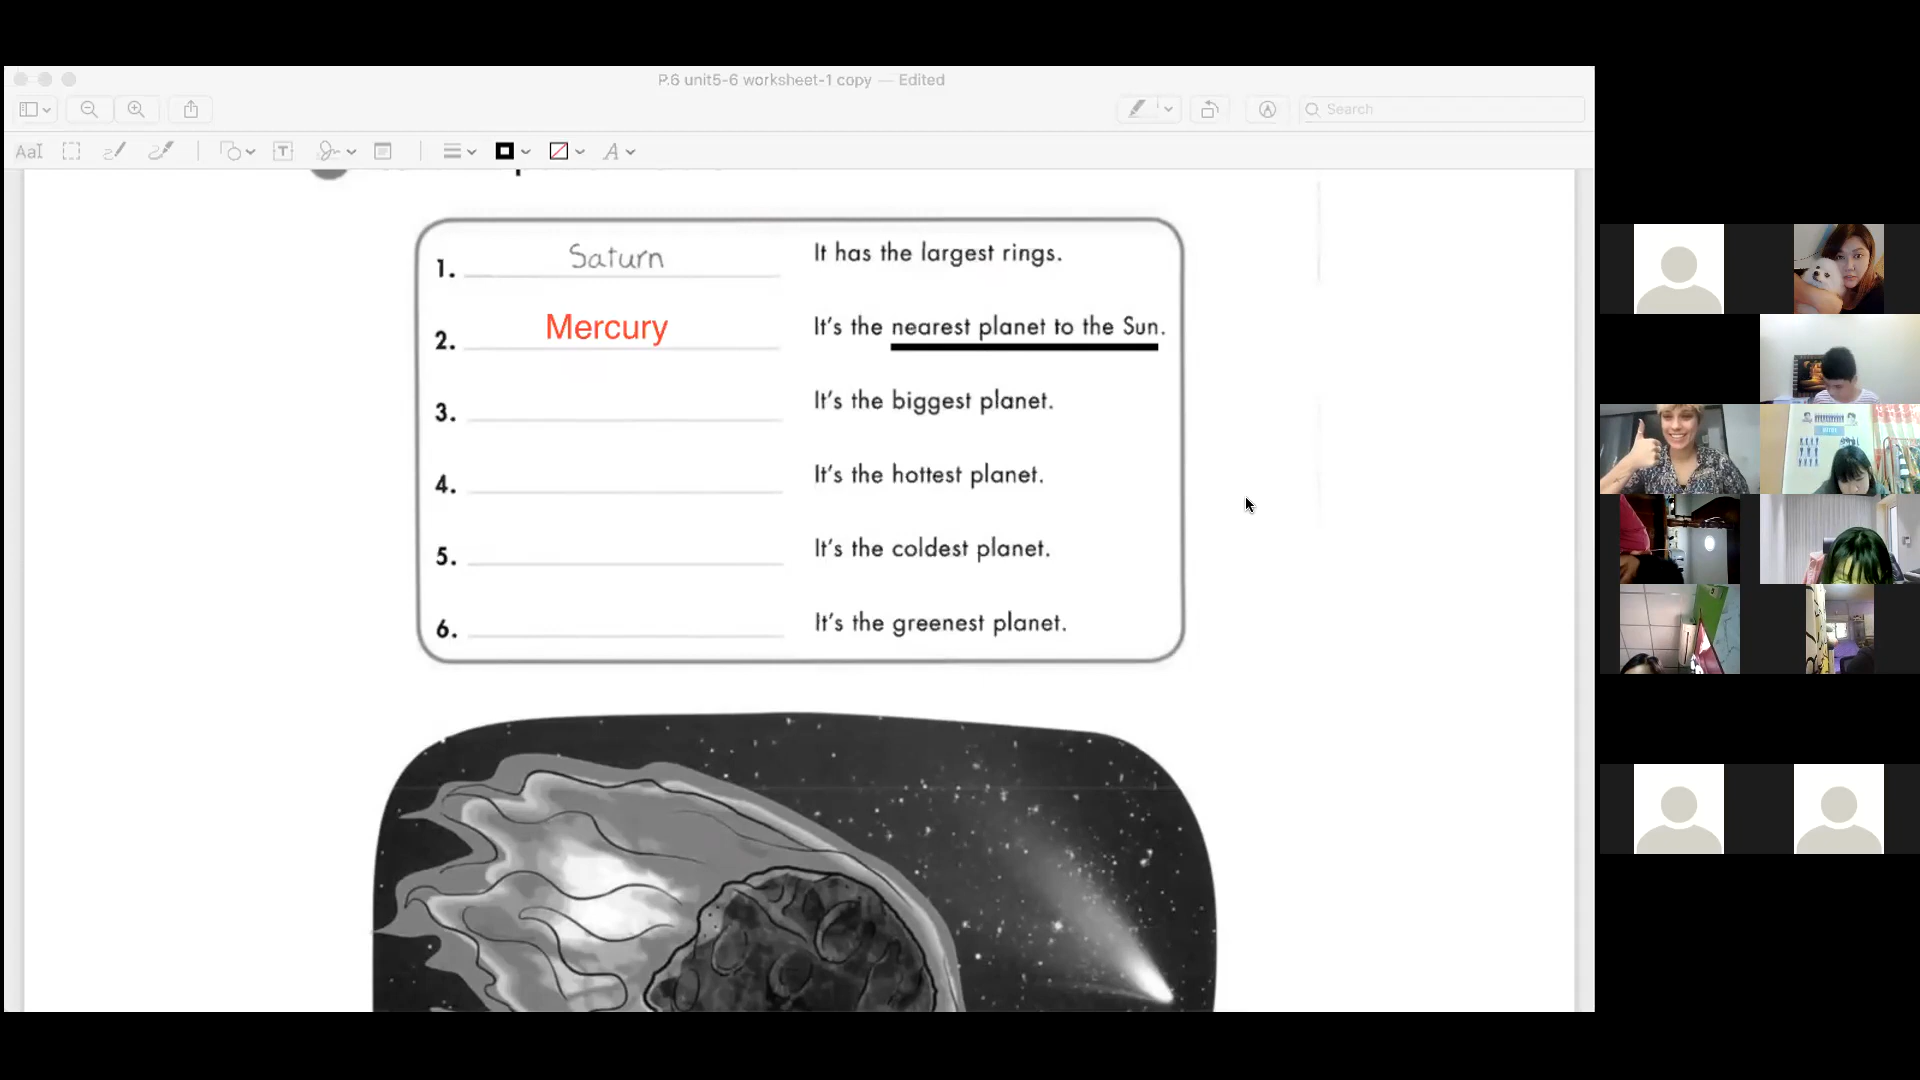 P.6 unit5-6 worksheet-1 copy — Edited
Search
AaI
T
A
1. Saturn It has the largest rings.
2. Mercury It's the nearest planet to the Sun.
3. It's the biggest planet.
4. It's the hottest planet.
5. It's the coldest planet.
6. It's the greenest planet.